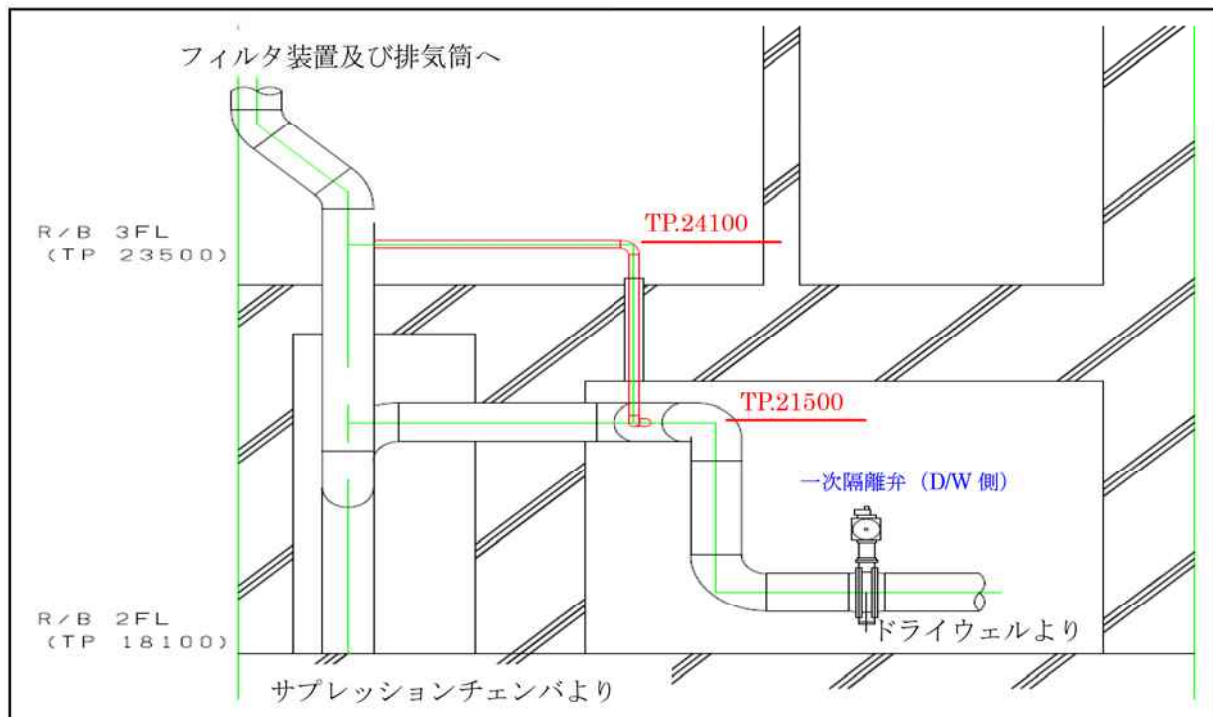 フィルタ装置及び排気筒へ
R/B 3FL
(TP 23500)
TP.24100
TP.21500
一次隔離弁（D/W 側）
R/B 2FL
(TP 18100)
ドライウェルより
サプレッションチェンバより